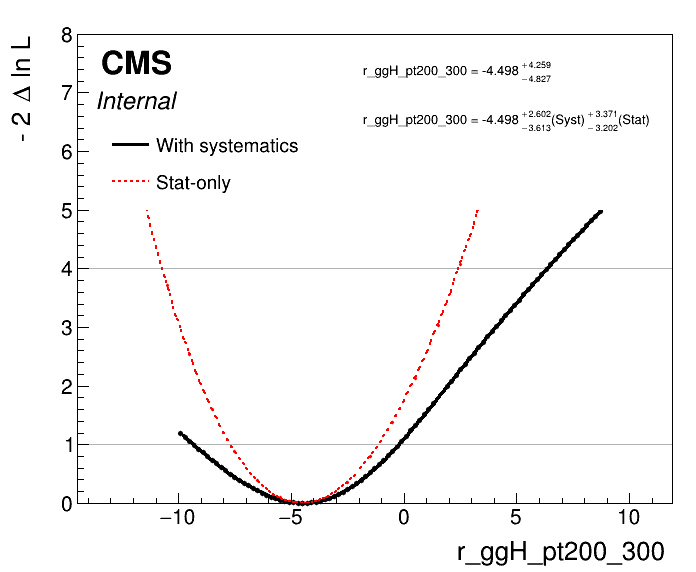 - 2 Δ ln L
CMS
Internal
r_ggH_pt200_300 = -4.498 +4.259 −4.827
r_ggH_pt200_300 = -4.498 +2.602 −3.613 (Syst) +3.371 −3.202 (Stat)
With systematics
Stat-only
8
7
6
5
4
3
2
1
0
−10 −5 0 5 10
r_ggH_pt200_300